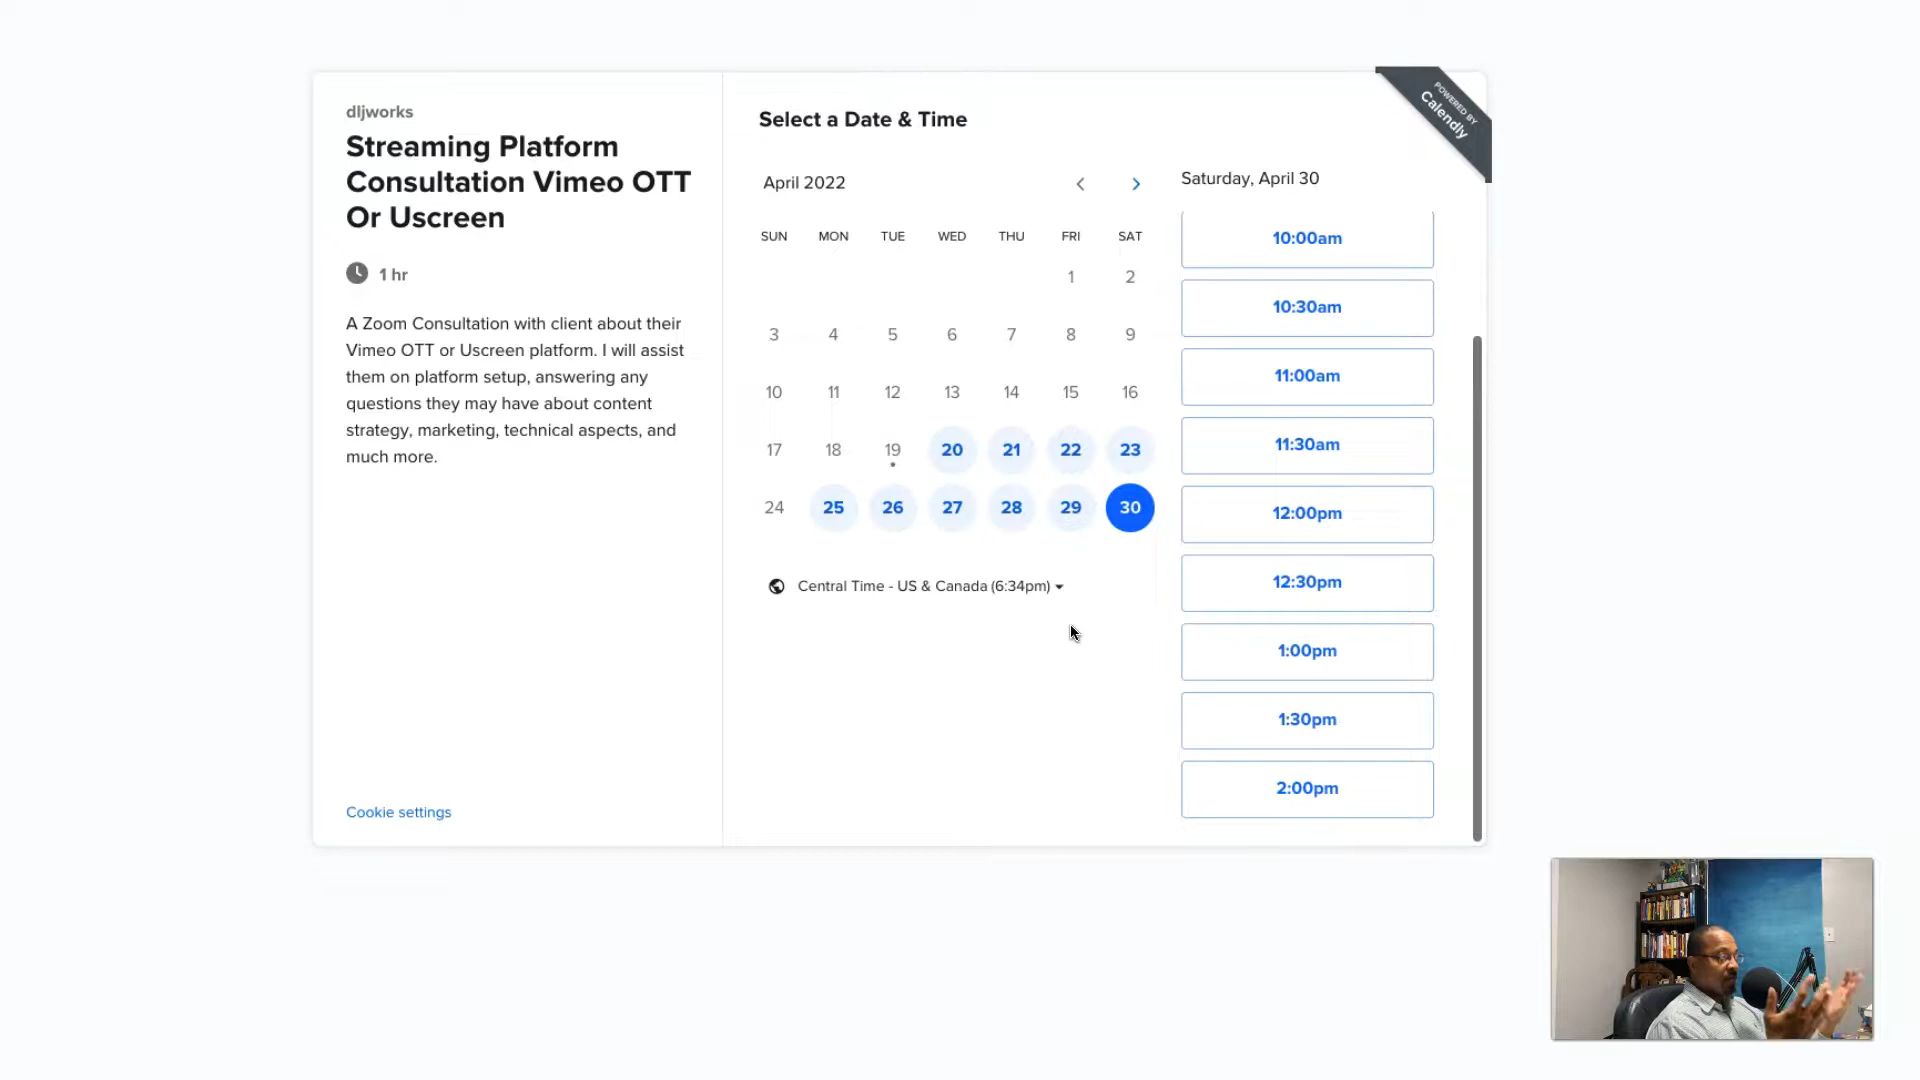 dljworks
Streaming Platform
Consultation Vimeo OTT
Or Uscreen
1 hr
A Zoom Consultation with client about their
Vimeo OTT or Uscreen platform. I will assist
them on platform setup, answering any
questions they may have about content
strategy, marketing, technical aspects, and
much more.
Cookie settings
Select a Date & Time
POWERED BY
Calendly
April 2022
SUN MON TUE WED THU FRI SAT
1 2
3 4 5 6 7 8 9
10 11 12 13 14 15 16
17 18 19 20 21 22 23
24 25 26 27 28 29 30
Central Time - US & Canada (6:34pm)
Saturday, April 30
10:00am
10:30am
11:00am
11:30am
12:00pm
12:30pm
1:00pm
1:30pm
2:00pm